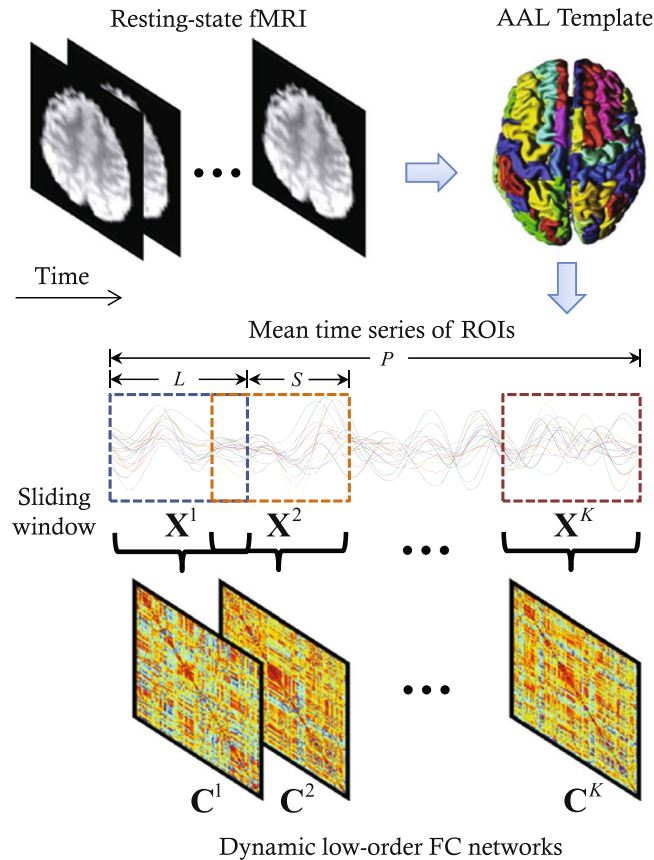 Resting-state fMRI
AAL Template
Time
Mean time series of ROIs
P
L
S
Sliding
window
X¹
X²
Xᴷ
C¹
C²
Cᴷ
Dynamic low-order FC networks